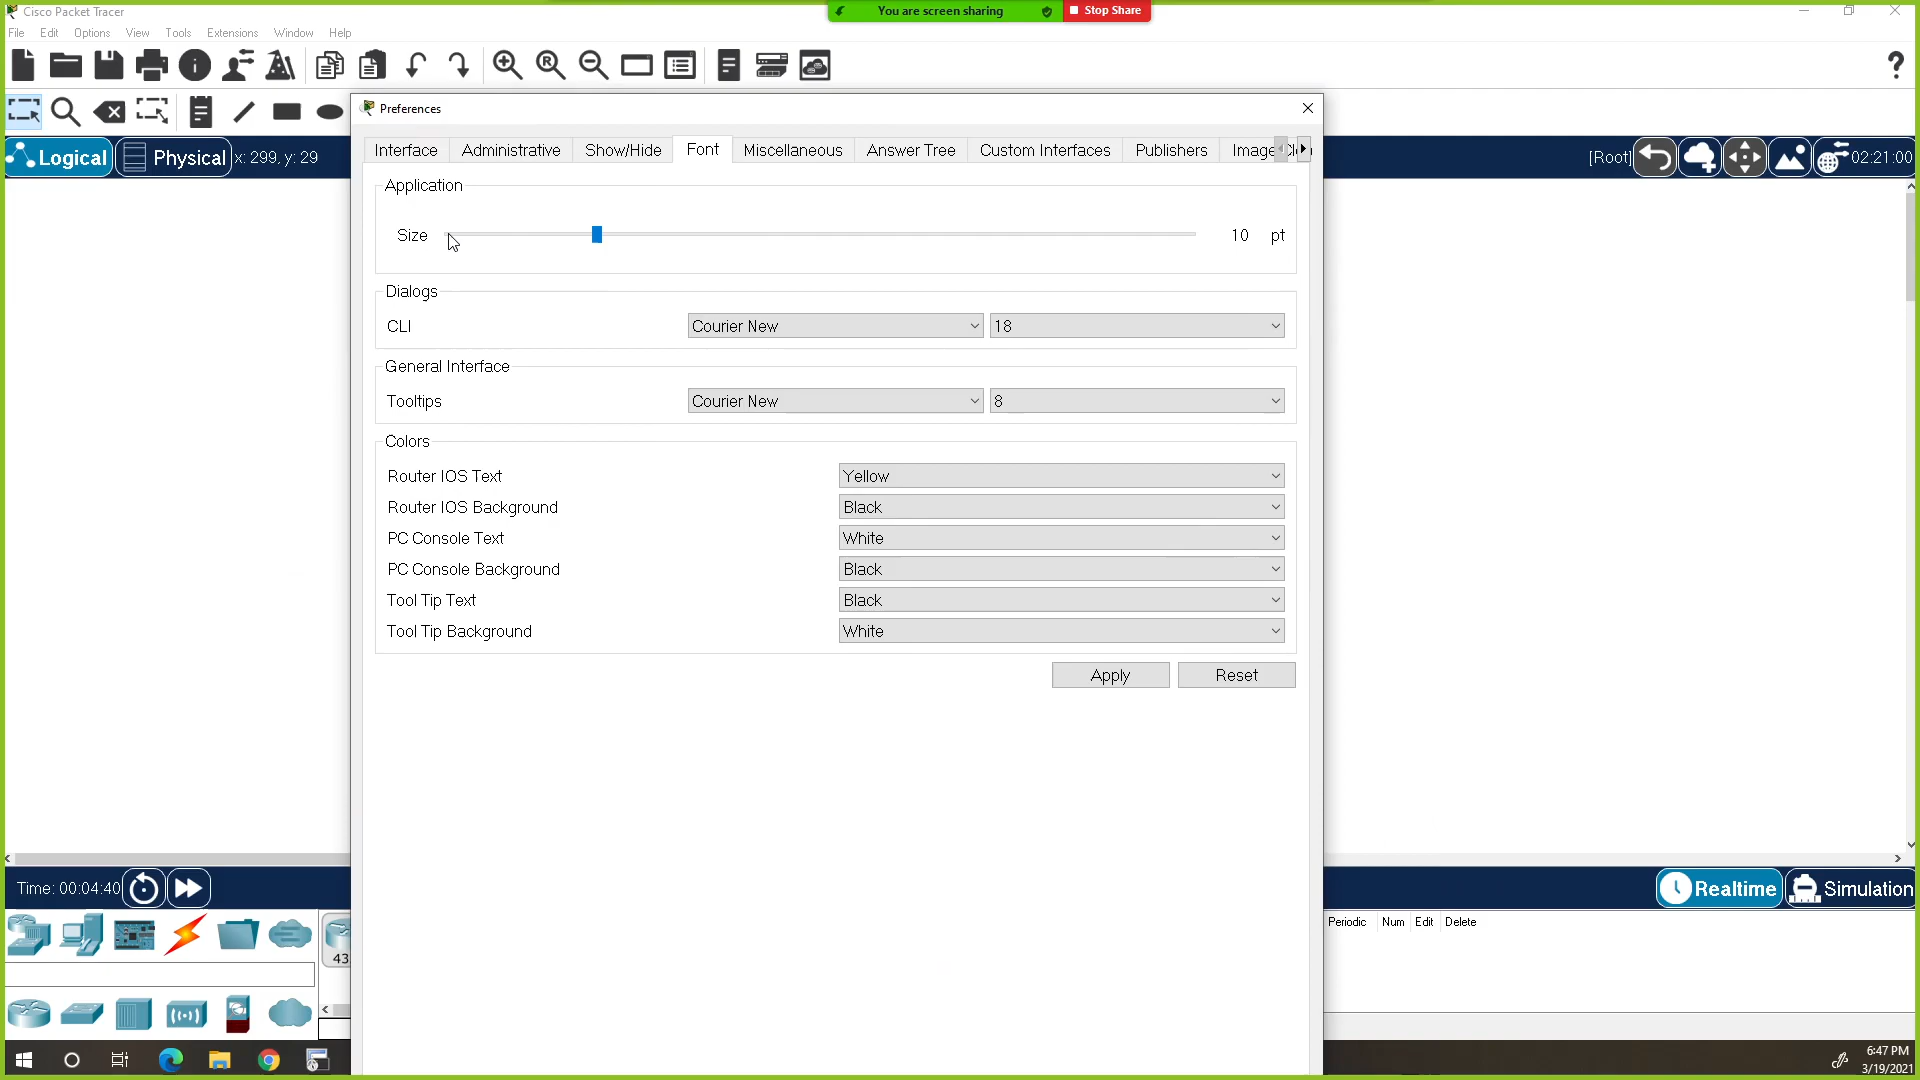 Cisco Packet Tracer
You are screen sharing
Stop Share
File Edit Options View Tools Extensions Window Help
Preferences
Logical
Physical
x: 299, y: 29
[Root]
02:21:00
Interface Administrative Show/Hide Font Miscellaneous Answer Tree Custom Interfaces Publishers Image
Application
Size 10 pt
Dialogs
CLI Courier New 18
General Interface
Tooltips Courier New 8
Colors
Router IOS Text Yellow
Router IOS Background Black
PC Console Text White
PC Console Background Black
Tool Tip Text Black
Tool Tip Background White
Apply Reset
Time: 00:04:40
Realtime
Simulation
Periodic Num Edit Delete
43
6:47 PM
3/19/2021